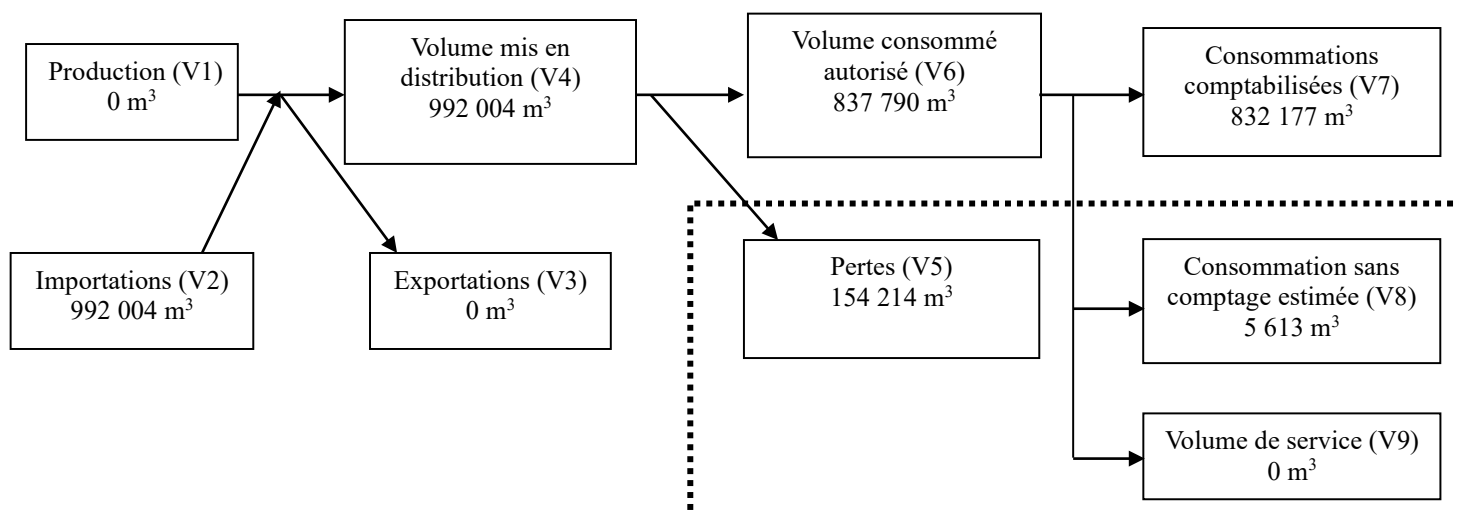 Production (V1)
0 m³
Volume mis en
distribution (V4)
992 004 m³
Volume consommé
autorisé (V6)
837 790 m³
Consommations
comptabilisées (V7)
832 177 m³
Importations (V2)
992 004 m³
Exportations (V3)
0 m³
Pertes (V5)
154 214 m³
Consommation sans
comptage estimée (V8)
5 613 m³
Volume de service (V9)
0 m³